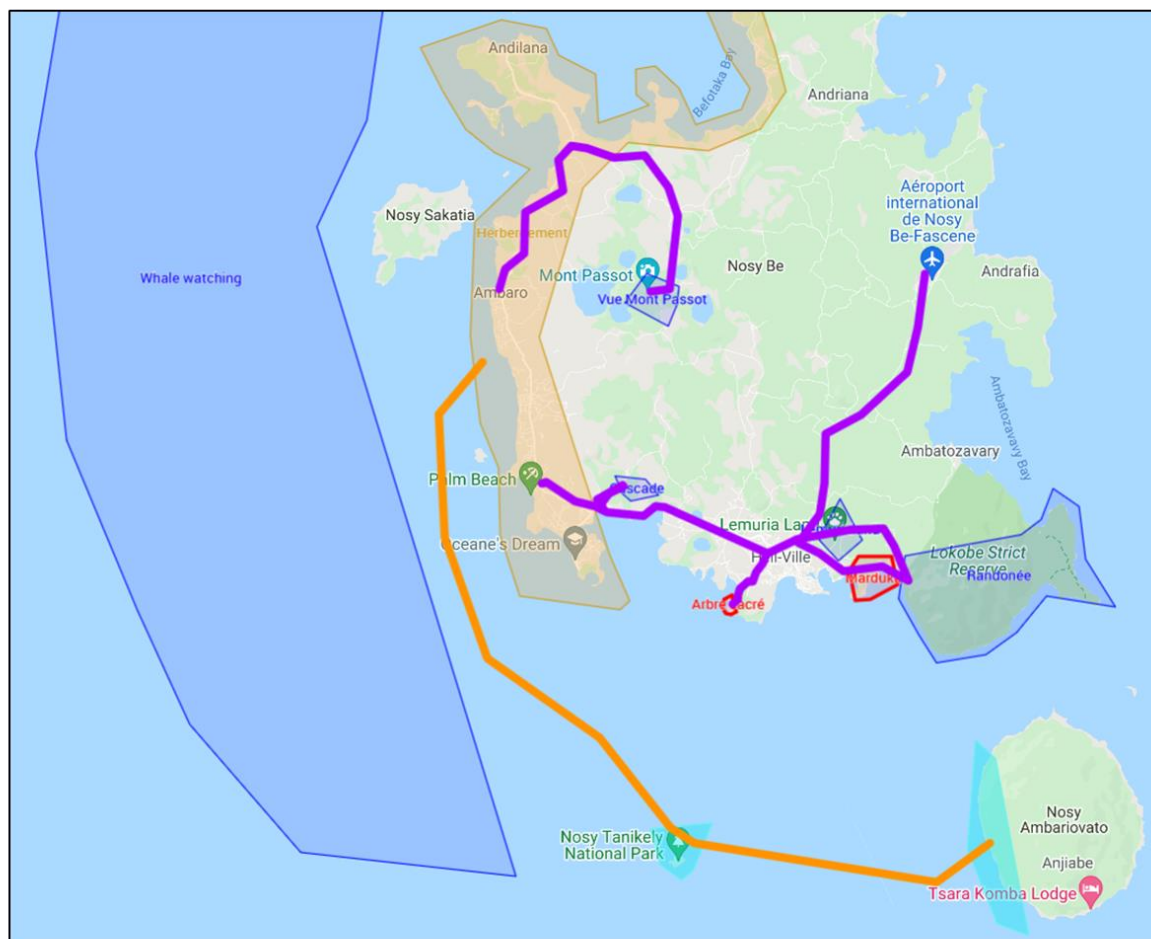 Andilana
Befotaka Bay
Andriana
Nosy Sakatia
Aéroport
international
de Nosy
Be-Fascene
Herbergement
Whale watching
Mont Passot
Nosy Be
Andrafia
Ambaro
Vue Mont Passot
Ambatozavavy Bay
Ambatozavary
Palm Beach
Cascade
Lemuria Land
Oceane's Dream
Hell-Ville
Lokobe Strict
Reserve
Marduk
Randonée
Arbre Sacré
Nosy
Ambariovato
Nosy Tanikely
National Park
Anjiabe
Tsara Komba Lodge